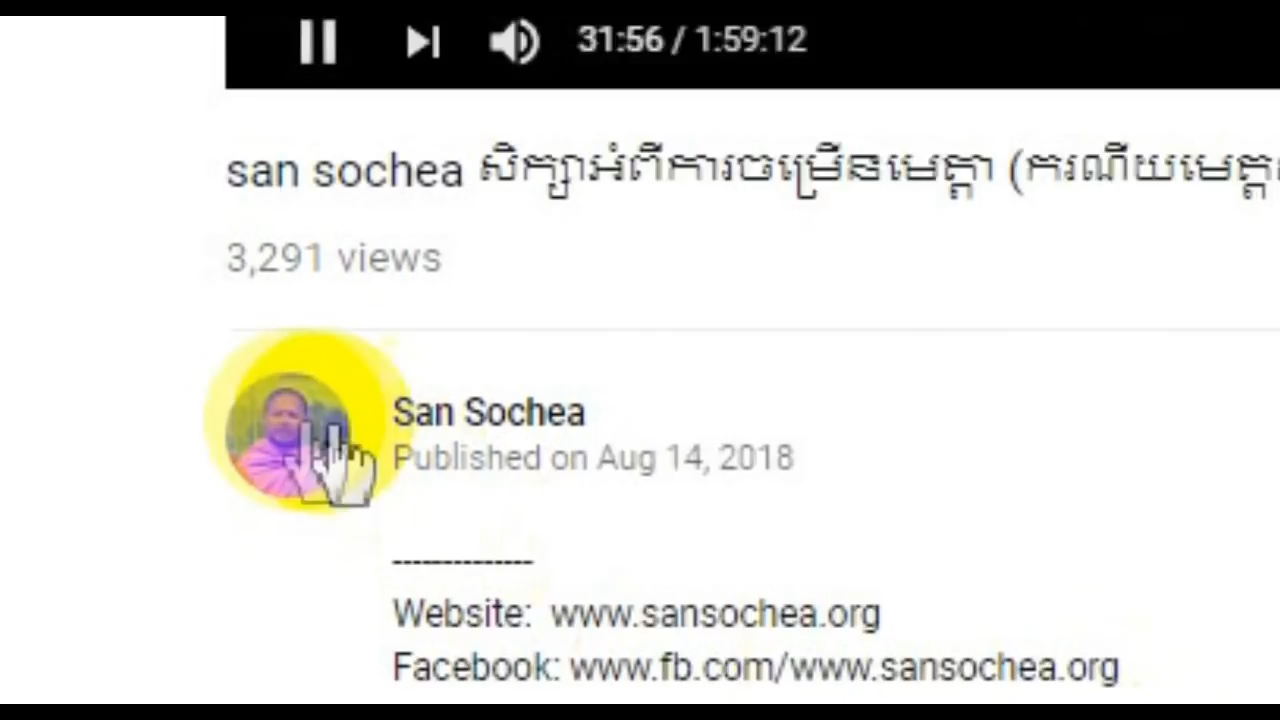 31:56 / 1:59:12
san sochea សិក្សាអំពីការចម្រើនមេត្តា (ករណីយមេត្ត
3,291 views
San Sochea
Published on Aug 14, 2018
---------------
Website: www.sansochea.org
Facebook: www.fb.com/www.sansochea.org